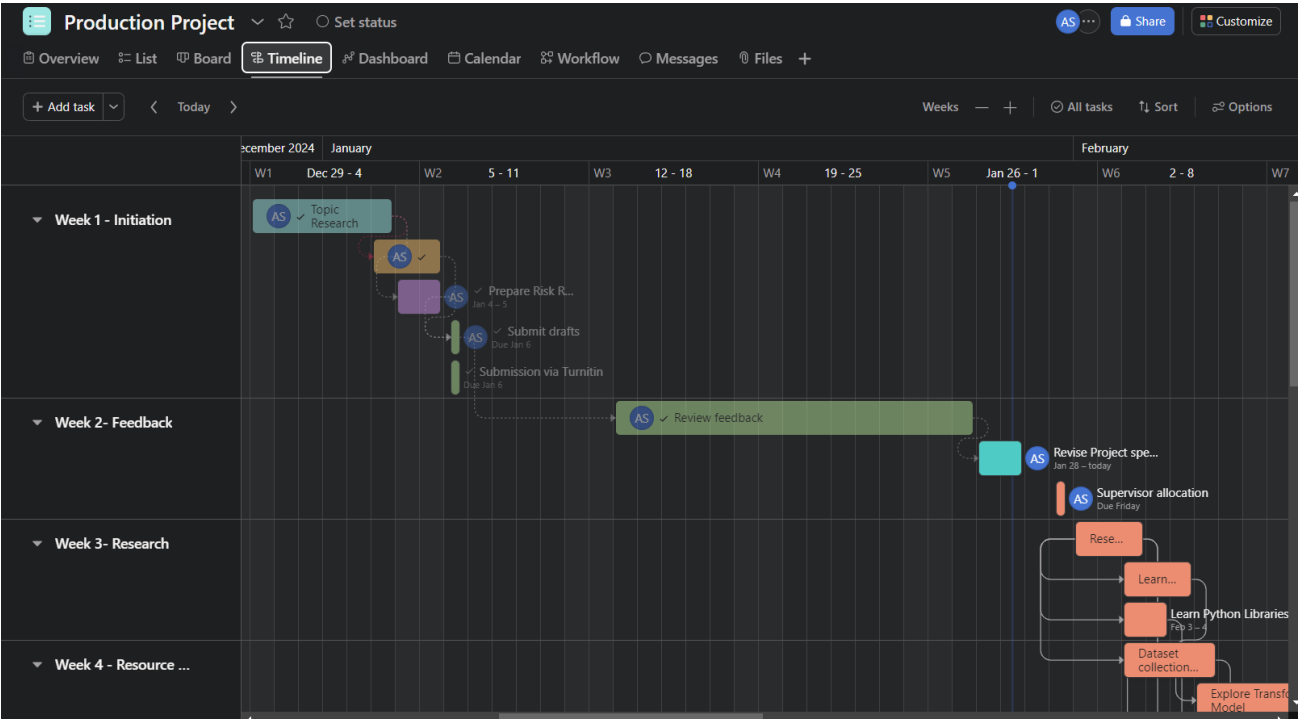 Production Project
Set status
AS
Share
Customize
Overview
List
Board
Timeline
Dashboard
Calendar
Workflow
Messages
Files
+ Add task
Today
Weeks
All tasks
Sort
Options
ecember 2024
January
February
W1
Dec 29 - 4
W2
5 - 11
W3
12 - 18
W4
19 - 25
W5
Jan 26 - 1
W6
2 - 8
W7
Week 1 - Initiation
AS
Topic
Research
AS
AS
Prepare Risk R...
Jan 4 – 5
AS
Submit drafts
Due Jan 6
Submission via Turnitin
Due Jan 6
Week 2- Feedback
AS
Review feedback
AS
Revise Project spe...
Jan 28 – today
AS
Supervisor allocation
Due Friday
Week 3- Research
Rese...
Learn...
Learn Python Libraries
Feb 3 – 4
Week 4 - Resource ...
Dataset
collection...
Explore Transfo
Model